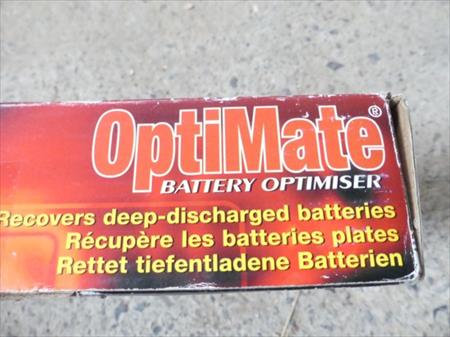 OptiMate®
BATTERY OPTIMISER
Recovers deep-discharged batteries
Récupère les batteries plates
Rettet tiefentladene Batterien